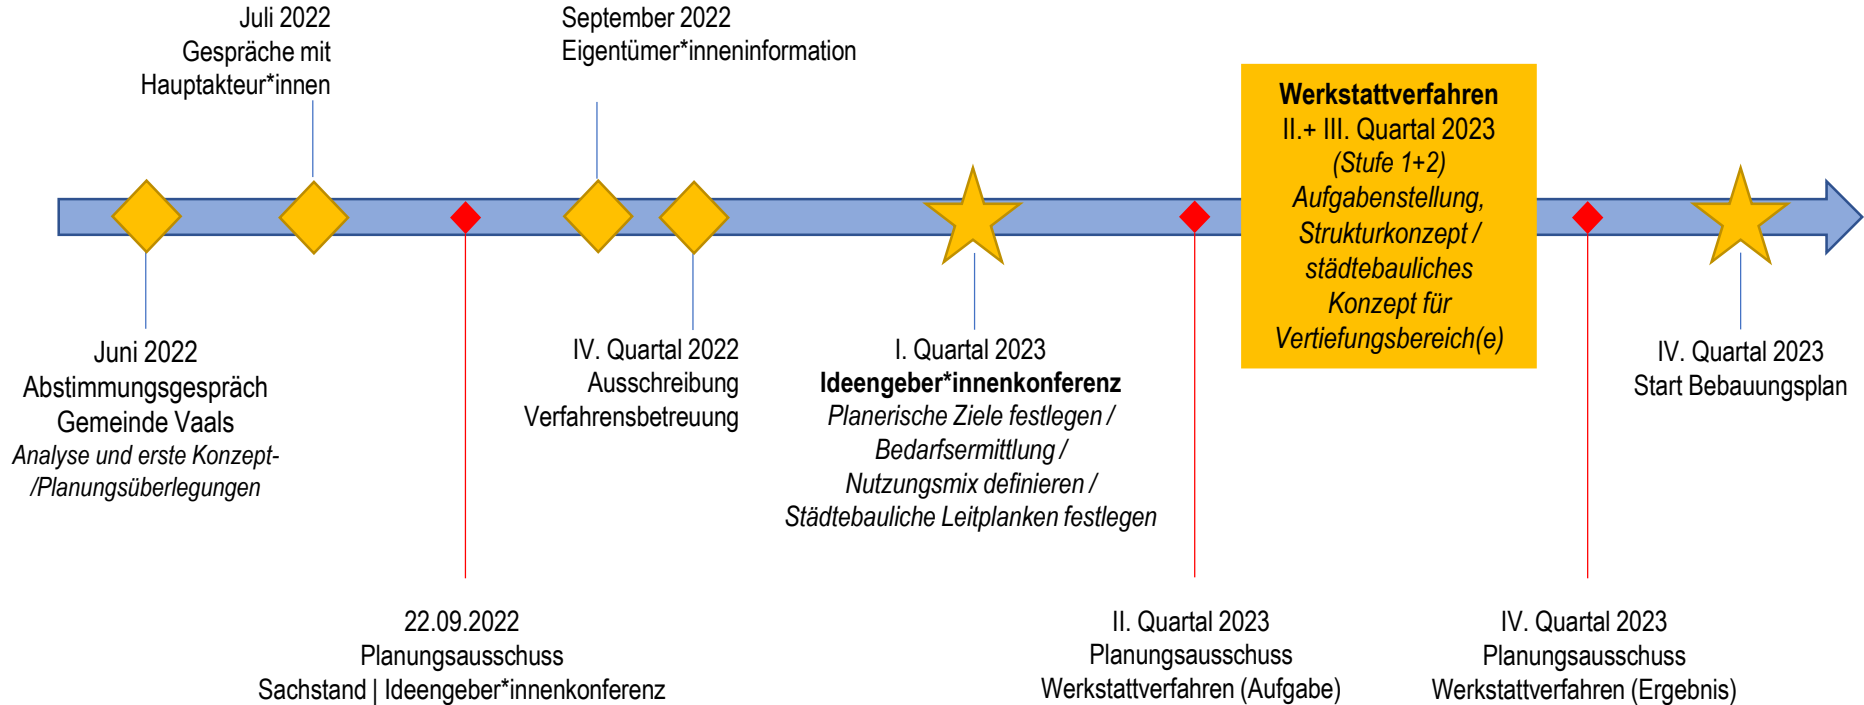 Juli 2022
Gespräche mit
Hauptakteur*innen
September 2022
Eigentümer*inneninformation
Werkstattverfahren
II.+ III. Quartal 2023
(Stufe 1+2)
Aufgabenstellung,
Strukturkonzept /
städtebauliches
Konzept für
Vertiefungsbereich(e)
Juni 2022
Abstimmungsgespräch
Gemeinde Vaals
Analyse und erste Konzept-
/Planungsüberlegungen
IV. Quartal 2022
Ausschreibung
Verfahrensbetreuung
I. Quartal 2023
Ideengeber*innenkonferenz
Planerische Ziele festlegen /
Bedarfsermittlung /
Nutzungsmix definieren /
Städtebauliche Leitplanken festlegen
IV. Quartal 2023
Start Bebauungsplan
22.09.2022
Planungsausschuss
Sachstand | Ideengeber*innenkonferenz
II. Quartal 2023
Planungsausschuss
Werkstattverfahren (Aufgabe)
IV. Quartal 2023
Planungsausschuss
Werkstattverfahren (Ergebnis)